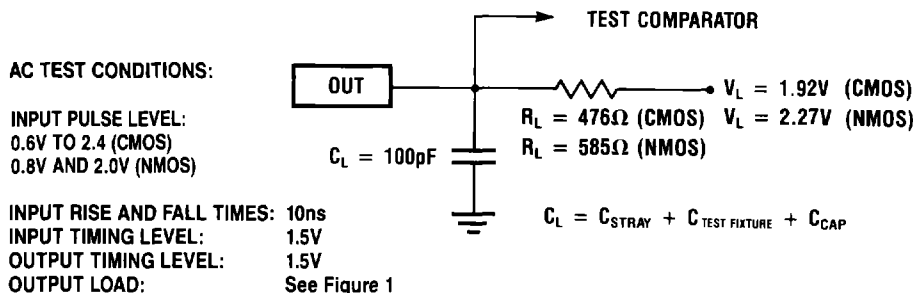 TEST COMPARATOR
AC TEST CONDITIONS:
OUT
V_L = 1.92V (CMOS)
INPUT PULSE LEVEL:
R_L = 476Ω (CMOS) V_L = 2.27V (NMOS)
0.6V TO 2.4 (CMOS)
R_L = 585Ω (NMOS)
0.8V AND 2.0V (NMOS)
C_L = 100pF
INPUT RISE AND FALL TIMES: 10ns
C_L = C_STRAY + C_TEST FIXTURE + C_CAP
INPUT TIMING LEVEL: 1.5V
OUTPUT TIMING LEVEL: 1.5V
OUTPUT LOAD: See Figure 1